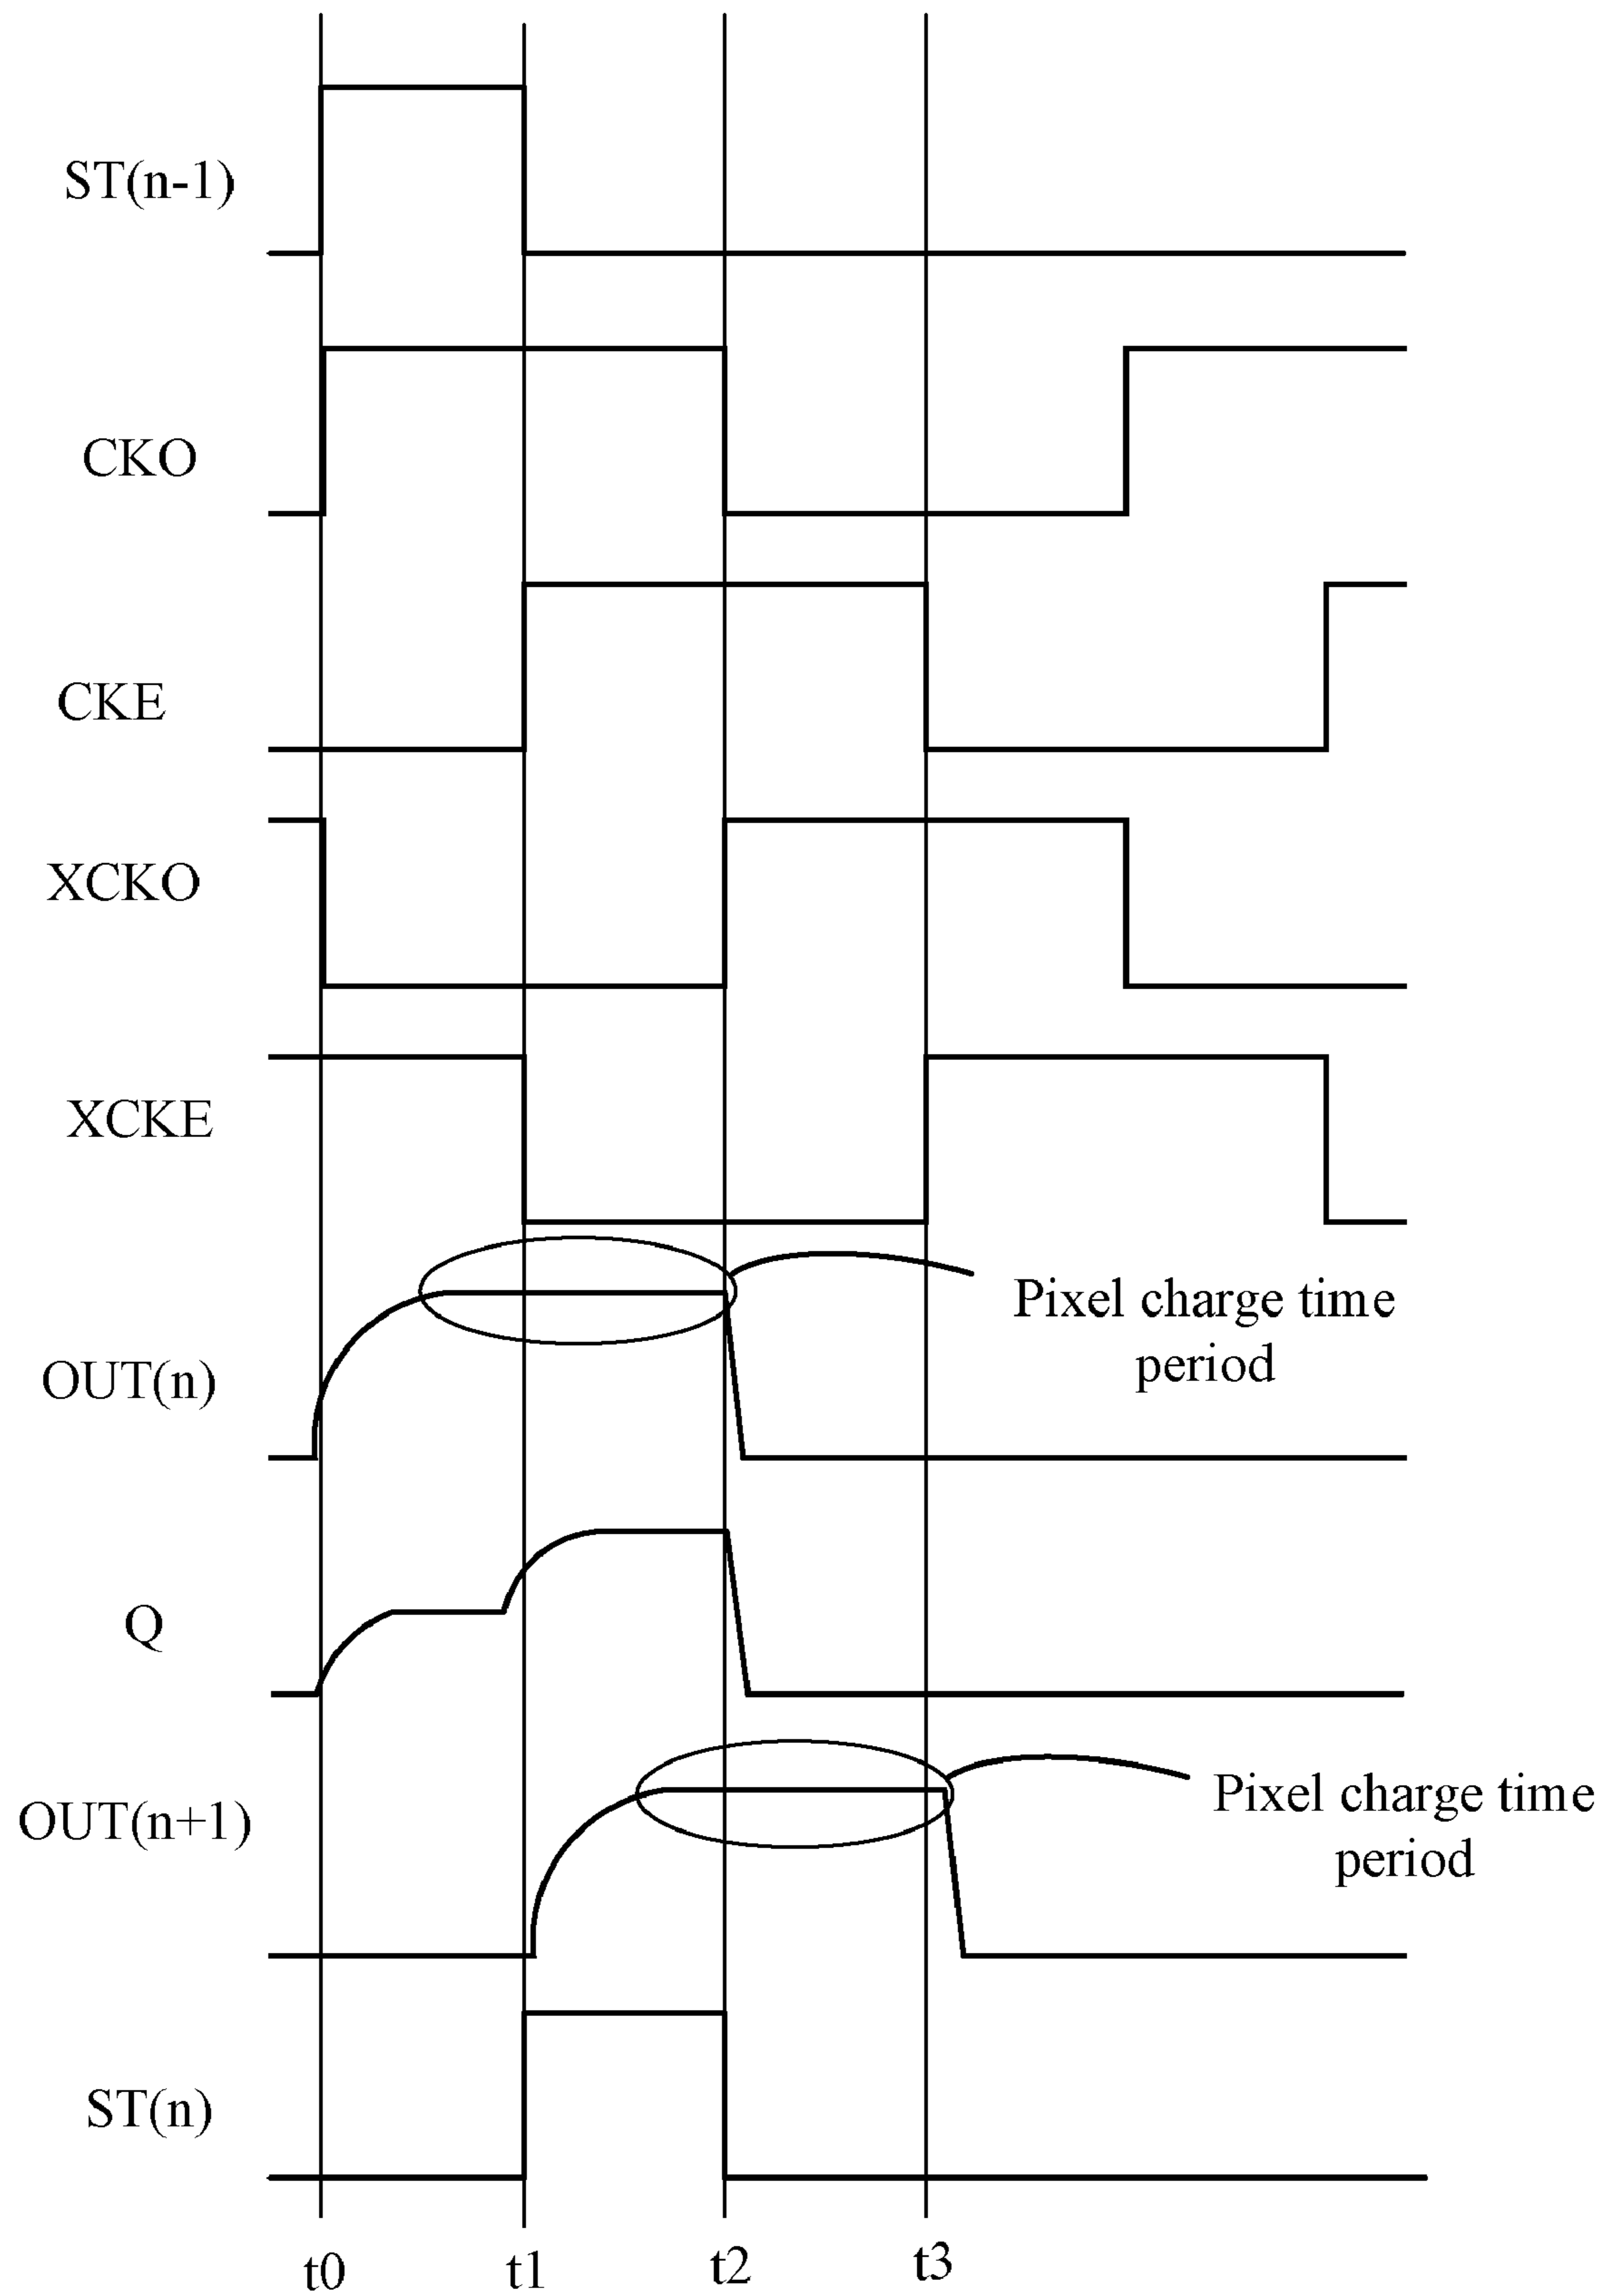 ST(n-1)
CKO
CKE
XCKO
XCKE
Pixel charge time
period
OUT(n)
Q
Pixel charge time
period
OUT(n+1)
ST(n)
t0 t1 t2 t3